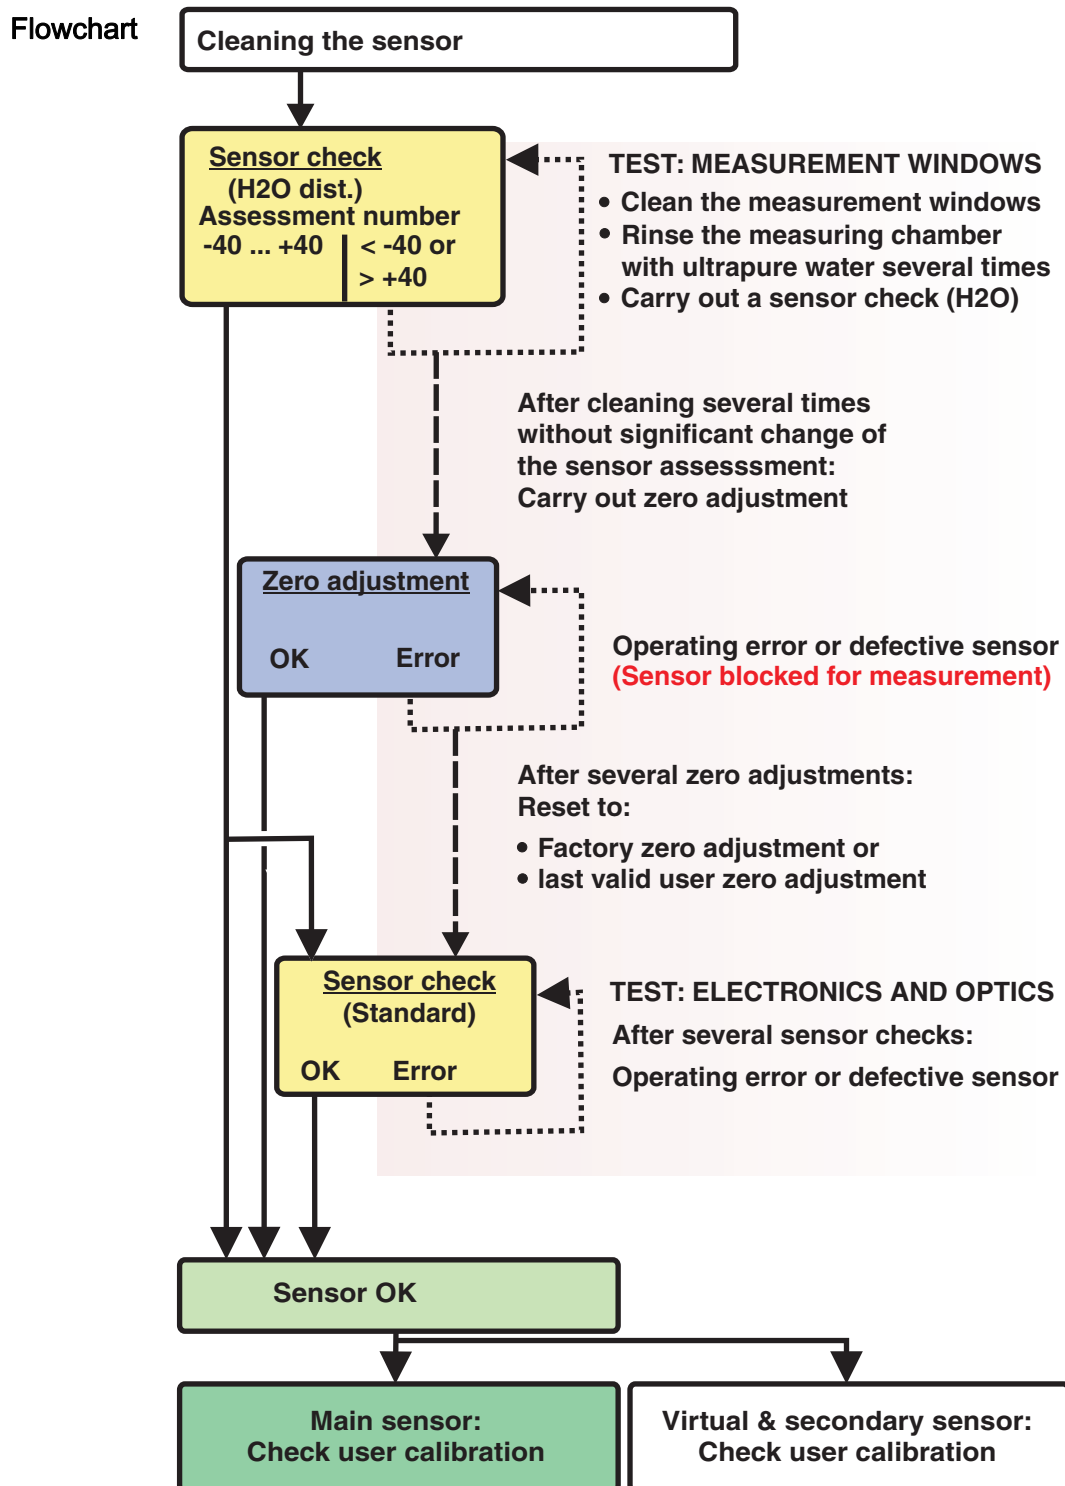 Flowchart
Cleaning the sensor
Sensor check
(H2O dist.)
Assessment number
-40 ... +40
< -40 or
> +40
TEST: MEASUREMENT WINDOWS
• Clean the measurement windows
• Rinse the measuring chamber
with ultrapure water several times
• Carry out a sensor check (H2O)
After cleaning several times
without significant change of
the sensor assesssment:
Carry out zero adjustment
Zero adjustment
OK Error
Operating error or defective sensor
(Sensor blocked for measurement)
After several zero adjustments:
Reset to:
• Factory zero adjustment or
• last valid user zero adjustment
Sensor check
(Standard)
OK Error
TEST: ELECTRONICS AND OPTICS
After several sensor checks:
Operating error or defective sensor
Sensor OK
Main sensor:
Check user calibration
Virtual & secondary sensor:
Check user calibration